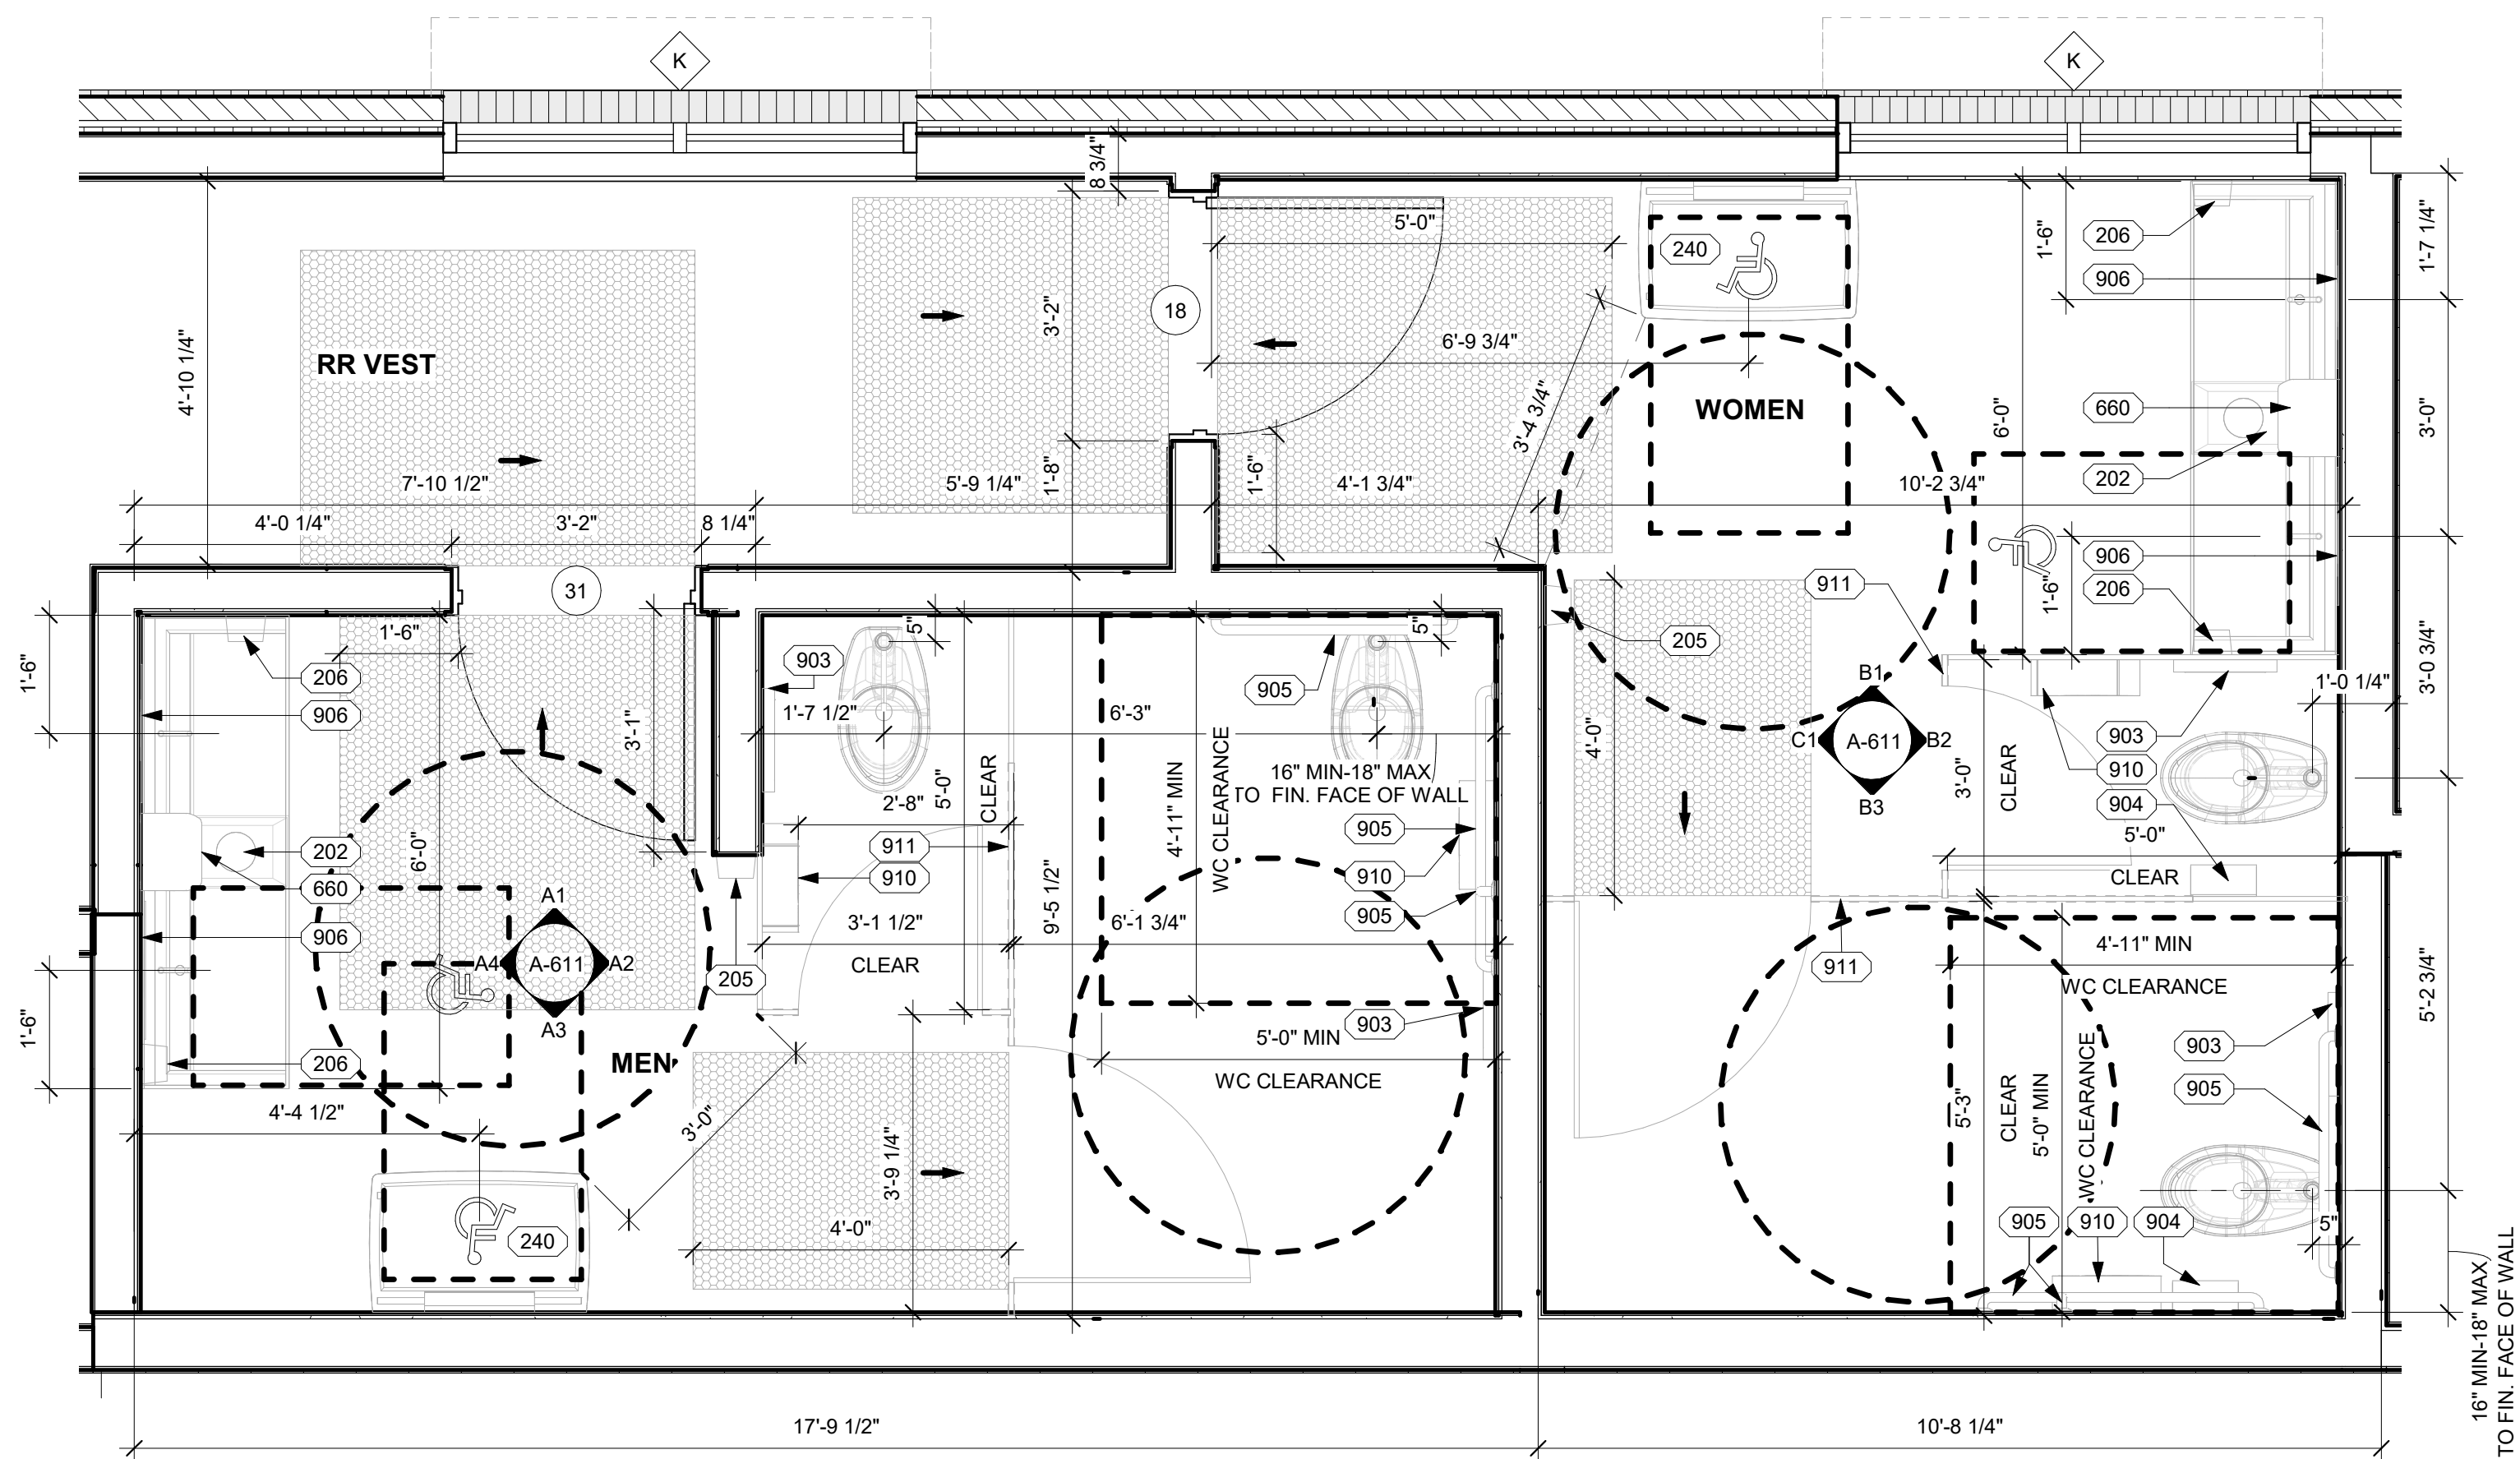 K
K
8 3/4"
5'-0"
240
206
1'-6"
1'-7 1/4"
906
3'-2"
18
4'-10 1/4"
RR VEST
6'-9 3/4"
3'-4 3/4"
WOMEN
660
6'-0"
3'-0"
7'-10 1/2"
5'-9 1/4"
1'-8"
1'-6"
4'-1 3/4"
10'-2 3/4"
202
4'-0 1/4"
3'-2"
8 1/4"
906
31
911
1'-6"
206
1'-6"
1'-6"
5"
5"
205
903
206
905
3'-0 3/4"
B1
1'-0 1/4"
906
1'-7 1/2"
6'-3"
3'-1"
4'-0"
C1
A-611
B2
903
CLEAR
WC CLEARANCE
16" MIN-18" MAX
TO FIN. FACE OF WALL
3'-0"
CLEAR
910
B3
904
2'-8"
5'-0"
4'-11" MIN
905
5'-0"
202
6'-0"
911
660
910
910
CLEAR
A1
3'-1 1/2"
9'-5 1/2"
6'-1 3/4"
905
906
4'-11" MIN
A4
A-611
A2
205
CLEAR
911
WC CLEARANCE
5'-2 3/4"
A3
903
1'-6"
206
MEN
5'-0" MIN
903
WC CLEARANCE
905
4'-4 1/2"
3'-0"
5'-3"
CLEAR
5'-0" MIN
WC CLEARANCE
3'-9 1/4"
4'-0"
240
905
910
904
5"
16" MIN-18" MAX
TO FIN. FACE OF WALL
17'-9 1/2"
10'-8 1/4"